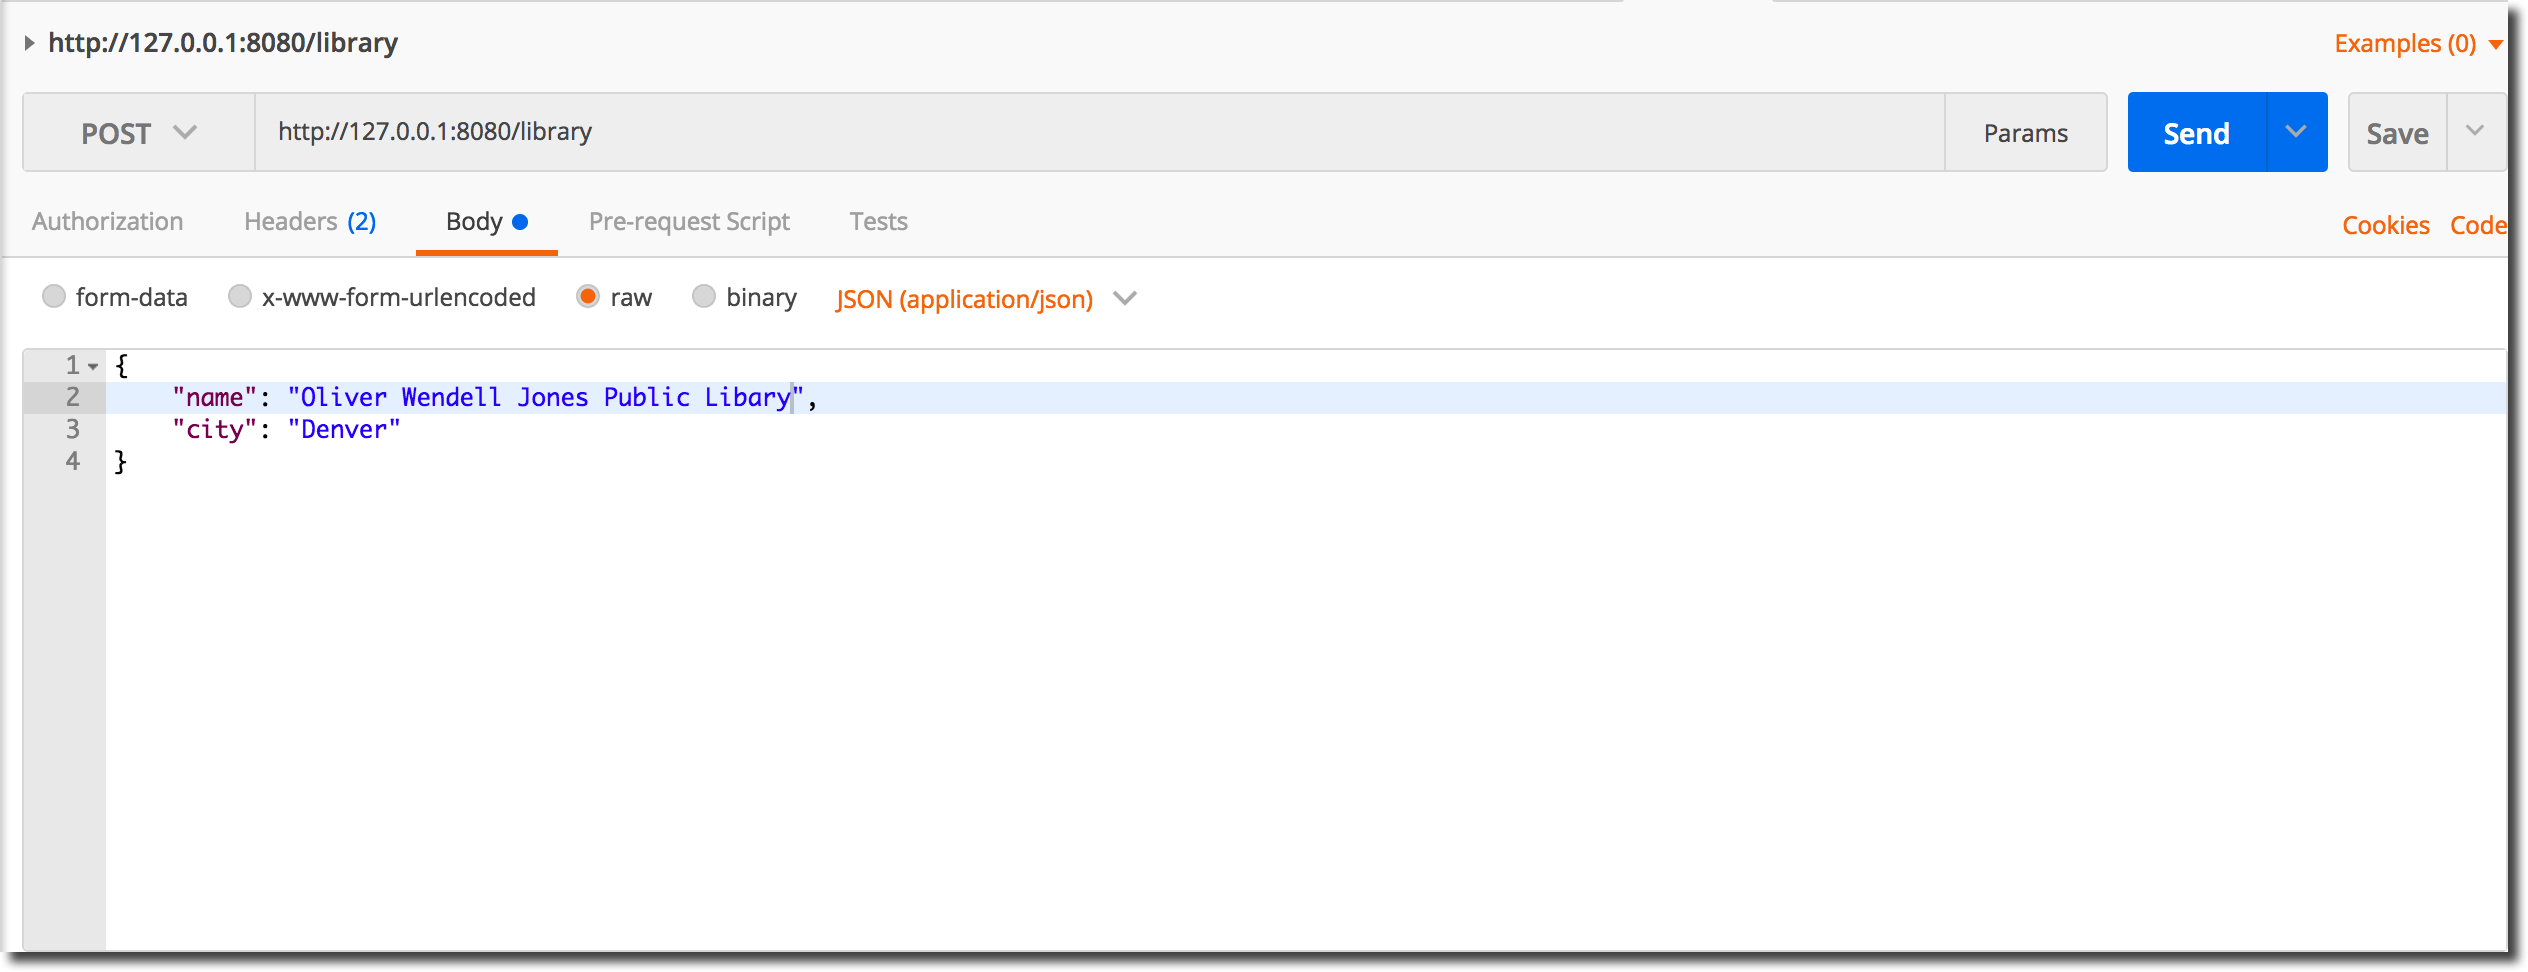 http://127.0.0.1:8080/library Examples (0)
POST http://127.0.0.1:8080/library Params Send Save
Authorization Headers (2) Body Pre-request Script Tests Cookies Code
form-data x-www-form-urlencoded raw binary JSON (application/json)
1 {
2 "name": "Oliver Wendell Jones Public Libary",
3 "city": "Denver"
4 }